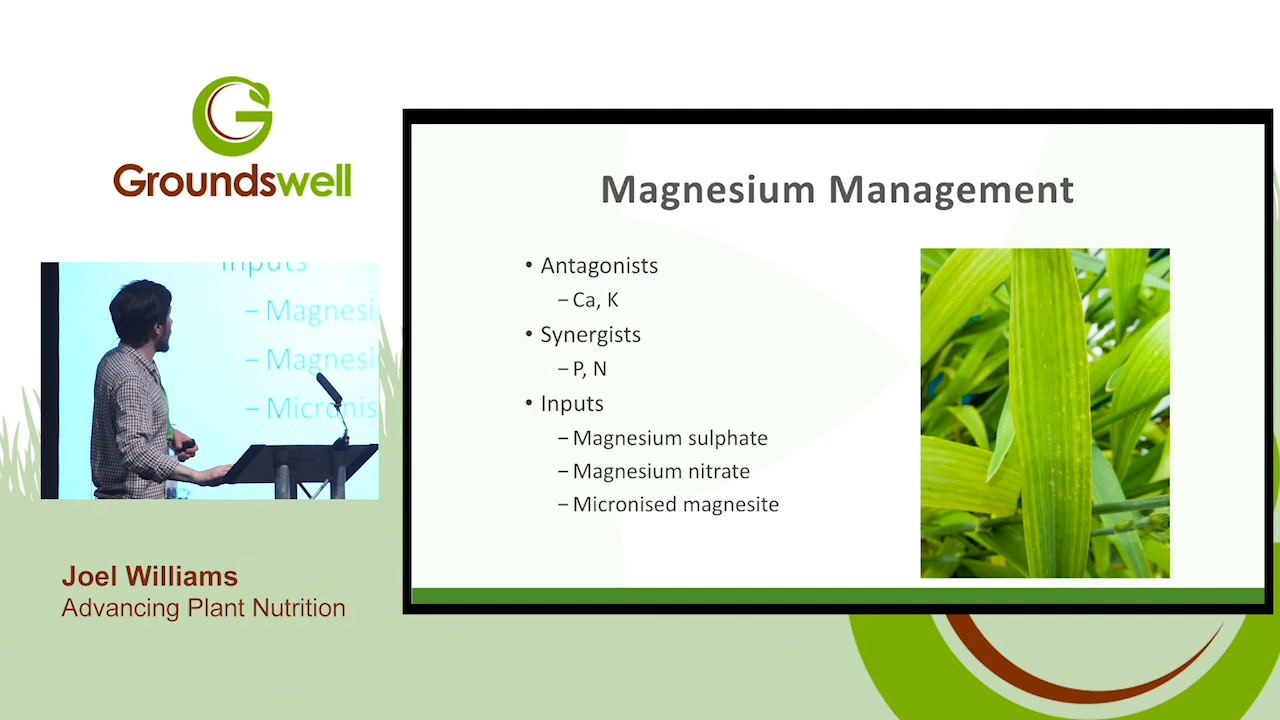 Groundswell
Inputs
– Magnesi
– Magnesi
– Micronis
Joel Williams
Advancing Plant Nutrition
Magnesium Management
• Antagonists
– Ca, K
• Synergists
– P, N
• Inputs
– Magnesium sulphate
– Magnesium nitrate
– Micronised magnesite